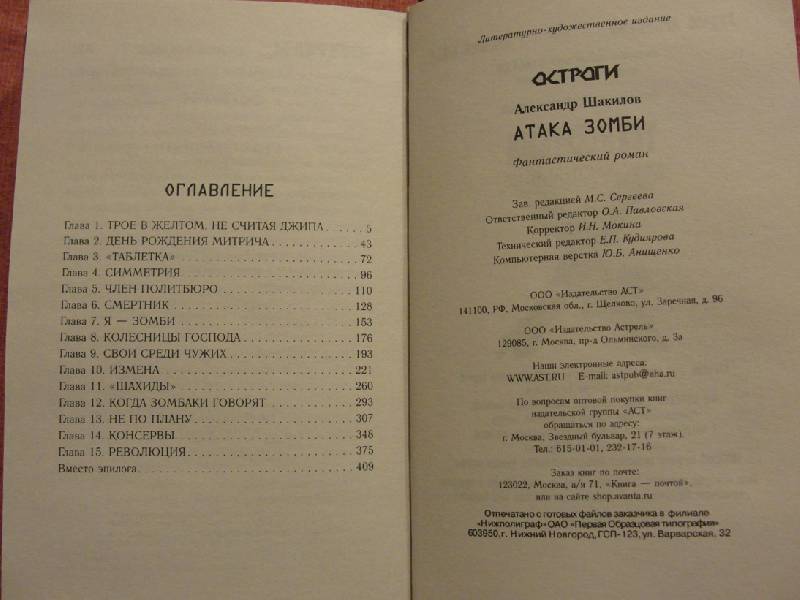 ОГЛАВЛЕНИЕ
Глава 1. ТРОЕ В ЖЕЛТОМ, НЕ СЧИТАЯ ДЖИПА . . . . . . . . 5
Глава 2. ДЕНЬ РОЖДЕНИЯ МИТРИЧА . . . . . . . . . . . . . 43
Глава 3. «ТАБЛЕТКА» . . . . . . . . . . . . . . . . . . . . . . . . 72
Глава 4. СИММЕТРИЯ . . . . . . . . . . . . . . . . . . . . . . . . 96
Глава 5. ЧЛЕН ПОЛИТБЮРО . . . . . . . . . . . . . . . . . . . 110
Глава 6. СМЕРТНИК . . . . . . . . . . . . . . . . . . . . . . . . . 128
Глава 7. Я — ЗОМБИ . . . . . . . . . . . . . . . . . . . . . . . . 153
Глава 8. КОЛЕСНИЦЫ ГОСПОДА . . . . . . . . . . . . . . . . 176
Глава 9. СВОИ СРЕДИ ЧУЖИХ . . . . . . . . . . . . . . . . . . 193
Глава 10. ИЗМЕНА . . . . . . . . . . . . . . . . . . . . . . . . . . 221
Глава 11. «ШАХИДЫ» . . . . . . . . . . . . . . . . . . . . . . . . 260
Глава 12. КОГДА ЗОМБАКИ ГОВОРЯТ . . . . . . . . . . . . . 293
Глава 13. НЕ ПО ПЛАНУ . . . . . . . . . . . . . . . . . . . . . . 307
Глава 14. КОНСЕРВЫ . . . . . . . . . . . . . . . . . . . . . . . . 348
Глава 15. РЕВОЛЮЦИЯ . . . . . . . . . . . . . . . . . . . . . . . 375
Вместо эпилога . . . . . . . . . . . . . . . . . . . . . . . . . . . . 409
Литературно-художественное издание
ОСТРОГИ
Александр Шакилов
АТАКА ЗОМБИ
Фантастический роман
Зав. редакцией М.С. Сергеева
Ответственный редактор О.А. Павловская
Корректор И.Н. Мокина
Технический редактор Е.П. Кудиярова
Компьютерная верстка Ю.Б. Анищенко
ООО «Издательство АСТ»
141100, РФ, Московская обл., г. Щелково, ул. Заречная, д. 96
ООО «Издательство Астрель»
129085, г. Москва, пр-д Ольминского, д. 3а
Наши электронные адреса:
WWW.AST.RU E-mail: astpub@aha.ru
По вопросам оптовой покупки книг
издательской группы «АСТ»
обращаться по адресу:
г. Москва, Звездный бульвар, 21 (7 этаж).
Тел.: 615-01-01, 232-17-16
Заказ книг по почте:
123022, Москва, а/я 71, «Книга — почтой»,
или на сайте shop.avanta.ru
Отпечатано с готовых файлов заказчика в филиале
«Нижполиграф» ОАО «Первая Образцовая типография»
603950, г. Нижний Новгород, ГСП-123, ул. Варварская, 32